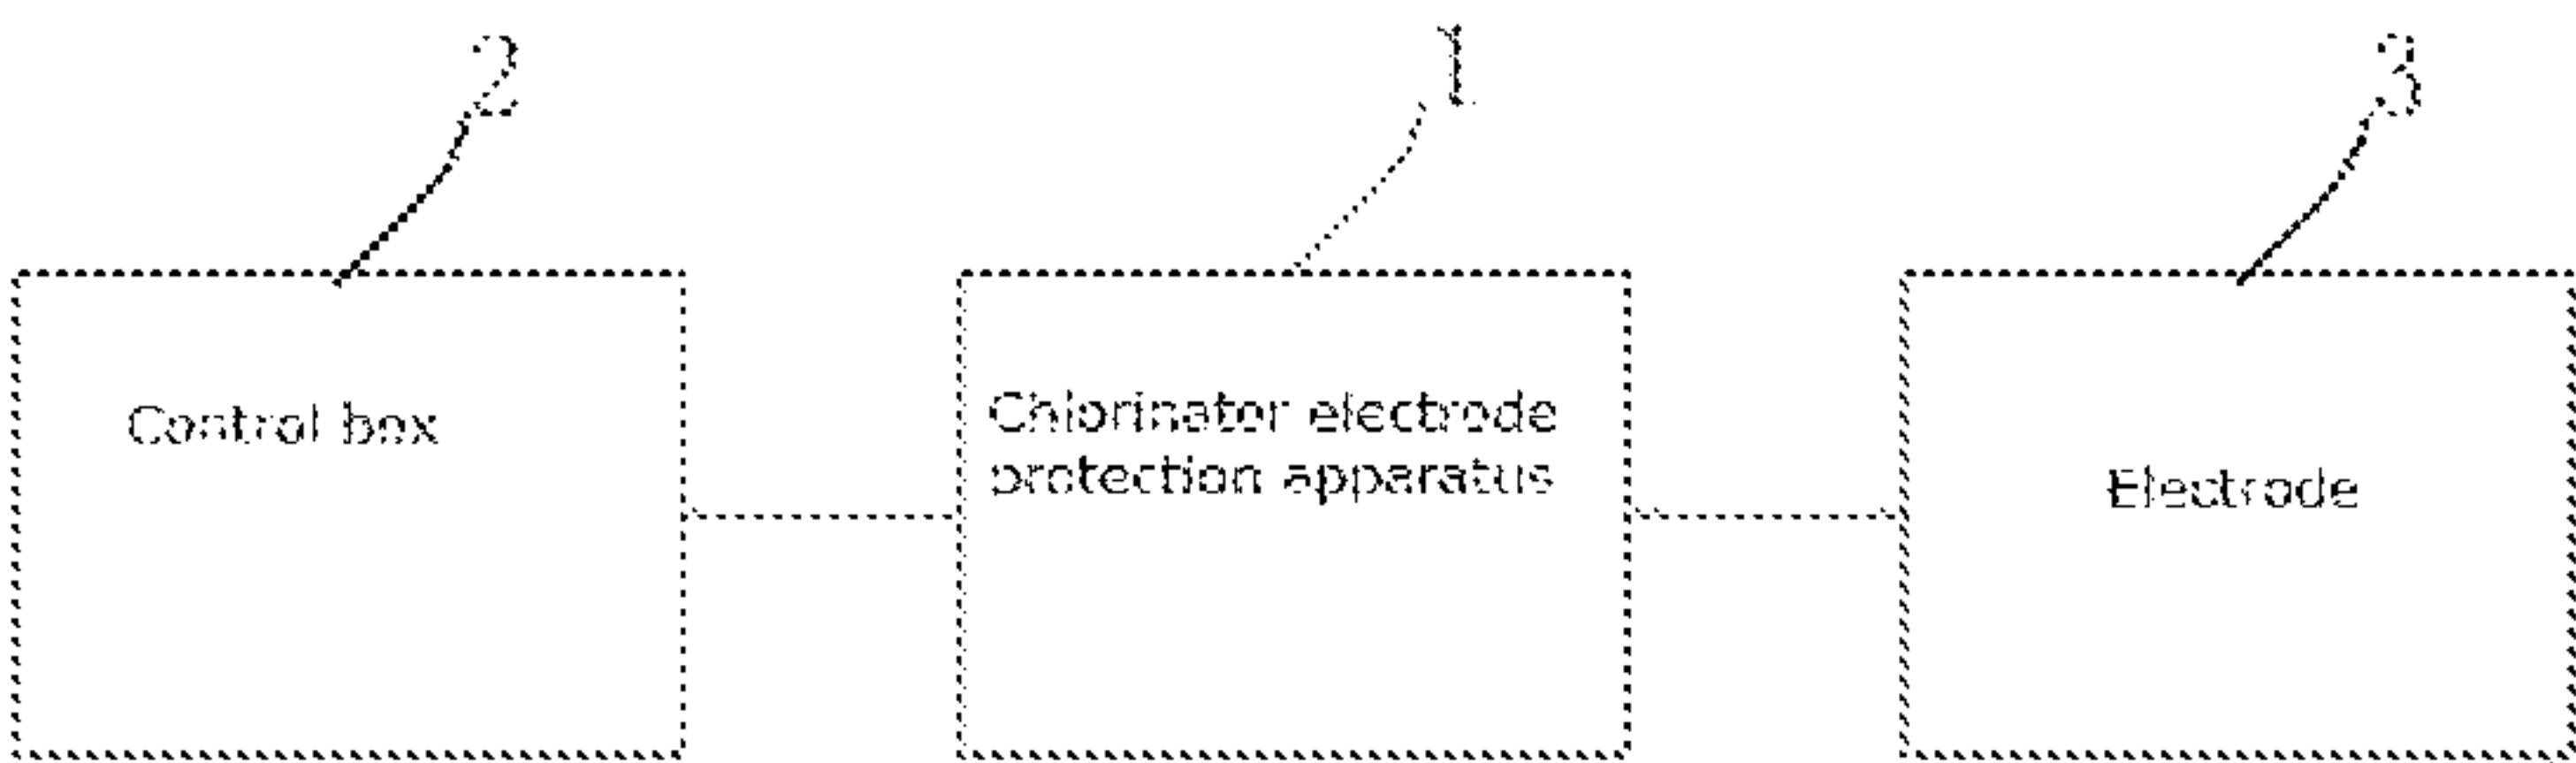 2
1
3
Control box
Chlorinator electrode
protection apparatus
Electrode